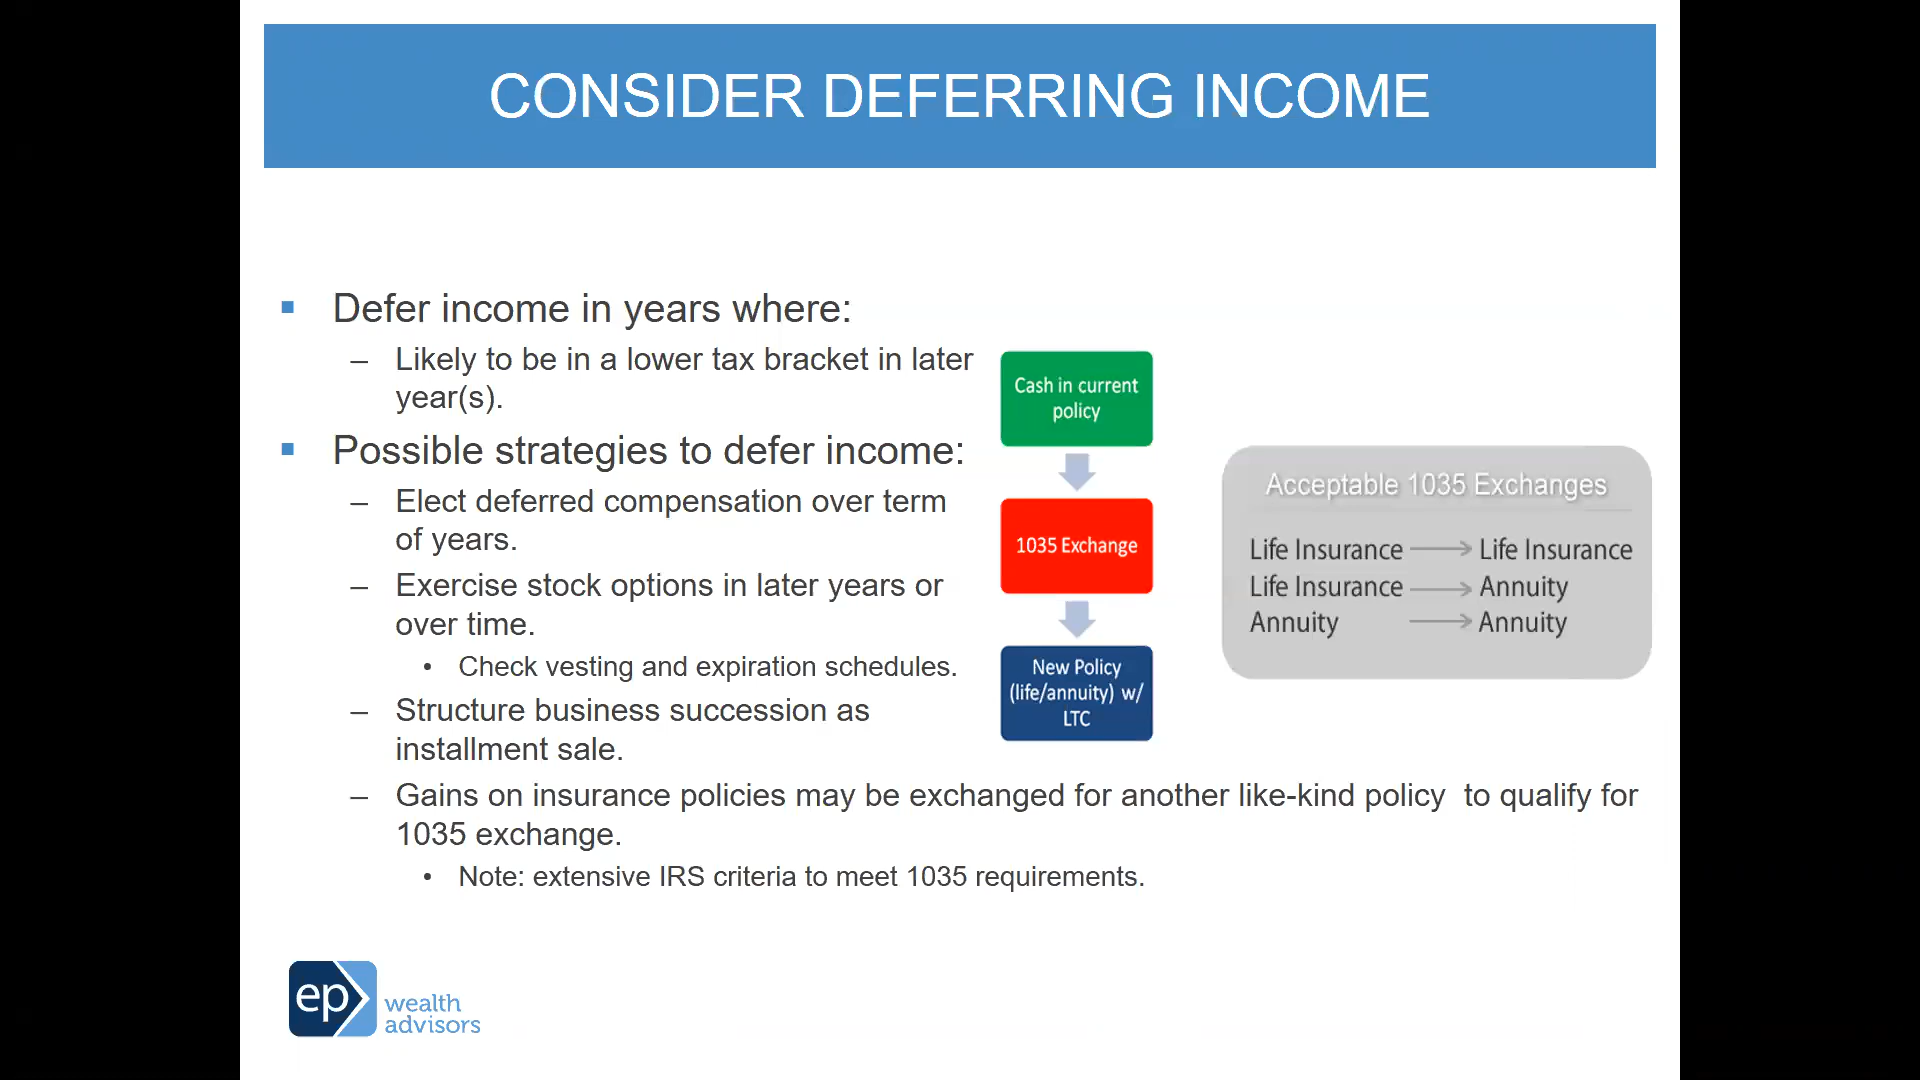 CONSIDER DEFERRING INCOME
▪ Defer income in years where:
– Likely to be in a lower tax bracket in later
year(s).
▪ Possible strategies to defer income:
– Elect deferred compensation over term
of years.
– Exercise stock options in later years or
over time.
• Check vesting and expiration schedules.
– Structure business succession as
installment sale.
– Gains on insurance policies may be exchanged for another like-kind policy  to qualify for
1035 exchange.
• Note: extensive IRS criteria to meet 1035 requirements.
Cash in current
policy
1035 Exchange
New Policy
(life/annuity) w/
LTC
Acceptable 1035 Exchanges
Life Insurance → Life Insurance
Life Insurance → Annuity
Annuity → Annuity
ep
wealth
advisors